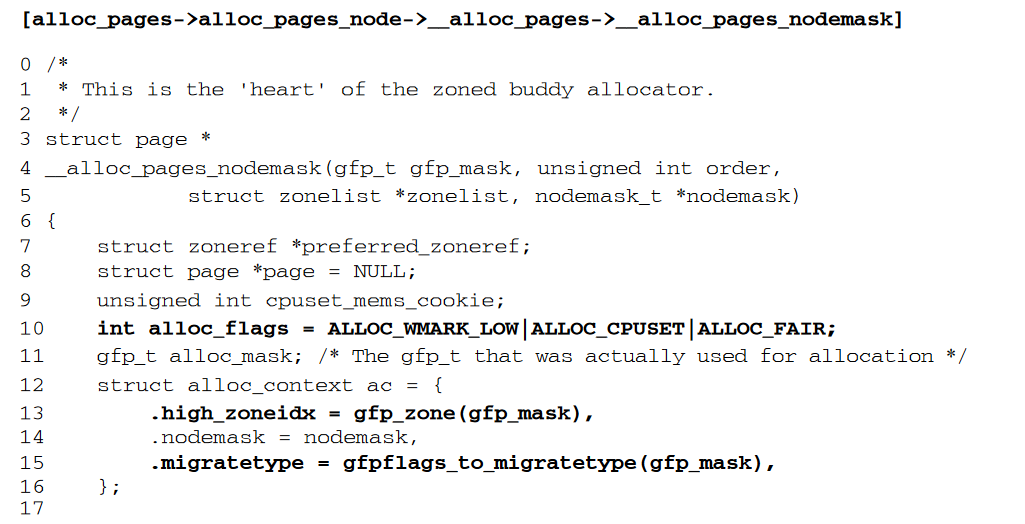 [alloc_pages->alloc_pages_node->__alloc_pages->__alloc_pages_nodemask]
0 /*
1  * This is the 'heart' of the zoned buddy allocator.
2  */
3 struct page *
4 __alloc_pages_nodemask(gfp_t gfp_mask, unsigned int order,
5             struct zonelist *zonelist, nodemask_t *nodemask)
6 {
7     struct zoneref *preferred_zoneref;
8     struct page *page = NULL;
9     unsigned int cpuset_mems_cookie;
10    int alloc_flags = ALLOC_WMARK_LOW|ALLOC_CPUSET|ALLOC_FAIR;
11    gfp_t alloc_mask; /* The gfp_t that was actually used for allocation */
12    struct alloc_context ac = {
13        .high_zoneidx = gfp_zone(gfp_mask),
14        .nodemask = nodemask,
15        .migratetype = gfpflags_to_migratetype(gfp_mask),
16    };
17